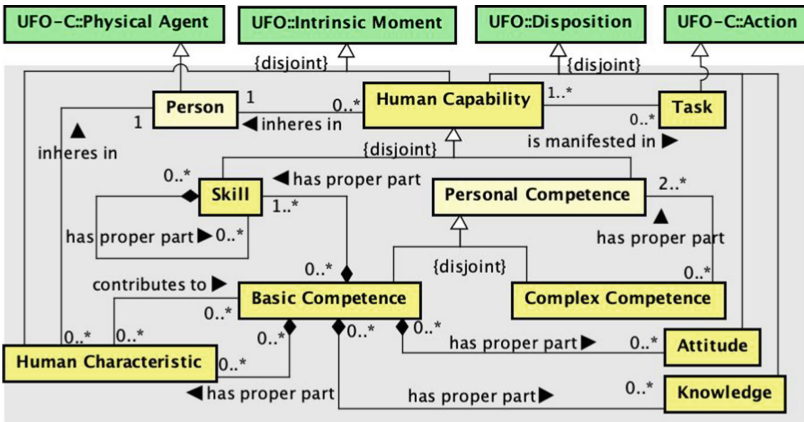 UFO-C::Physical Agent
UFO::Intrinsic Moment
UFO::Disposition
UFO-C::Action
{disjoint}
{disjoint}
Person
1
0..*
Human Capability
1..*
Task
1
◀ inheres in
0..*
▲
inheres in
is manifested in ▶
{disjoint}
0..*
Skill
◀ has proper part
Personal Competence
2..*
1..*
has proper part ▶
0..*
▲
has proper part
{disjoint}
0..*
0..*
contributes to ▶
0..*
Basic Competence
Complex Competence
0..*
0..*
0..*
0..*
0..*
has proper part ▶
0..*
Attitude
Human Characteristic
0..*
◀ has proper part
has proper part ▶
0..*
Knowledge